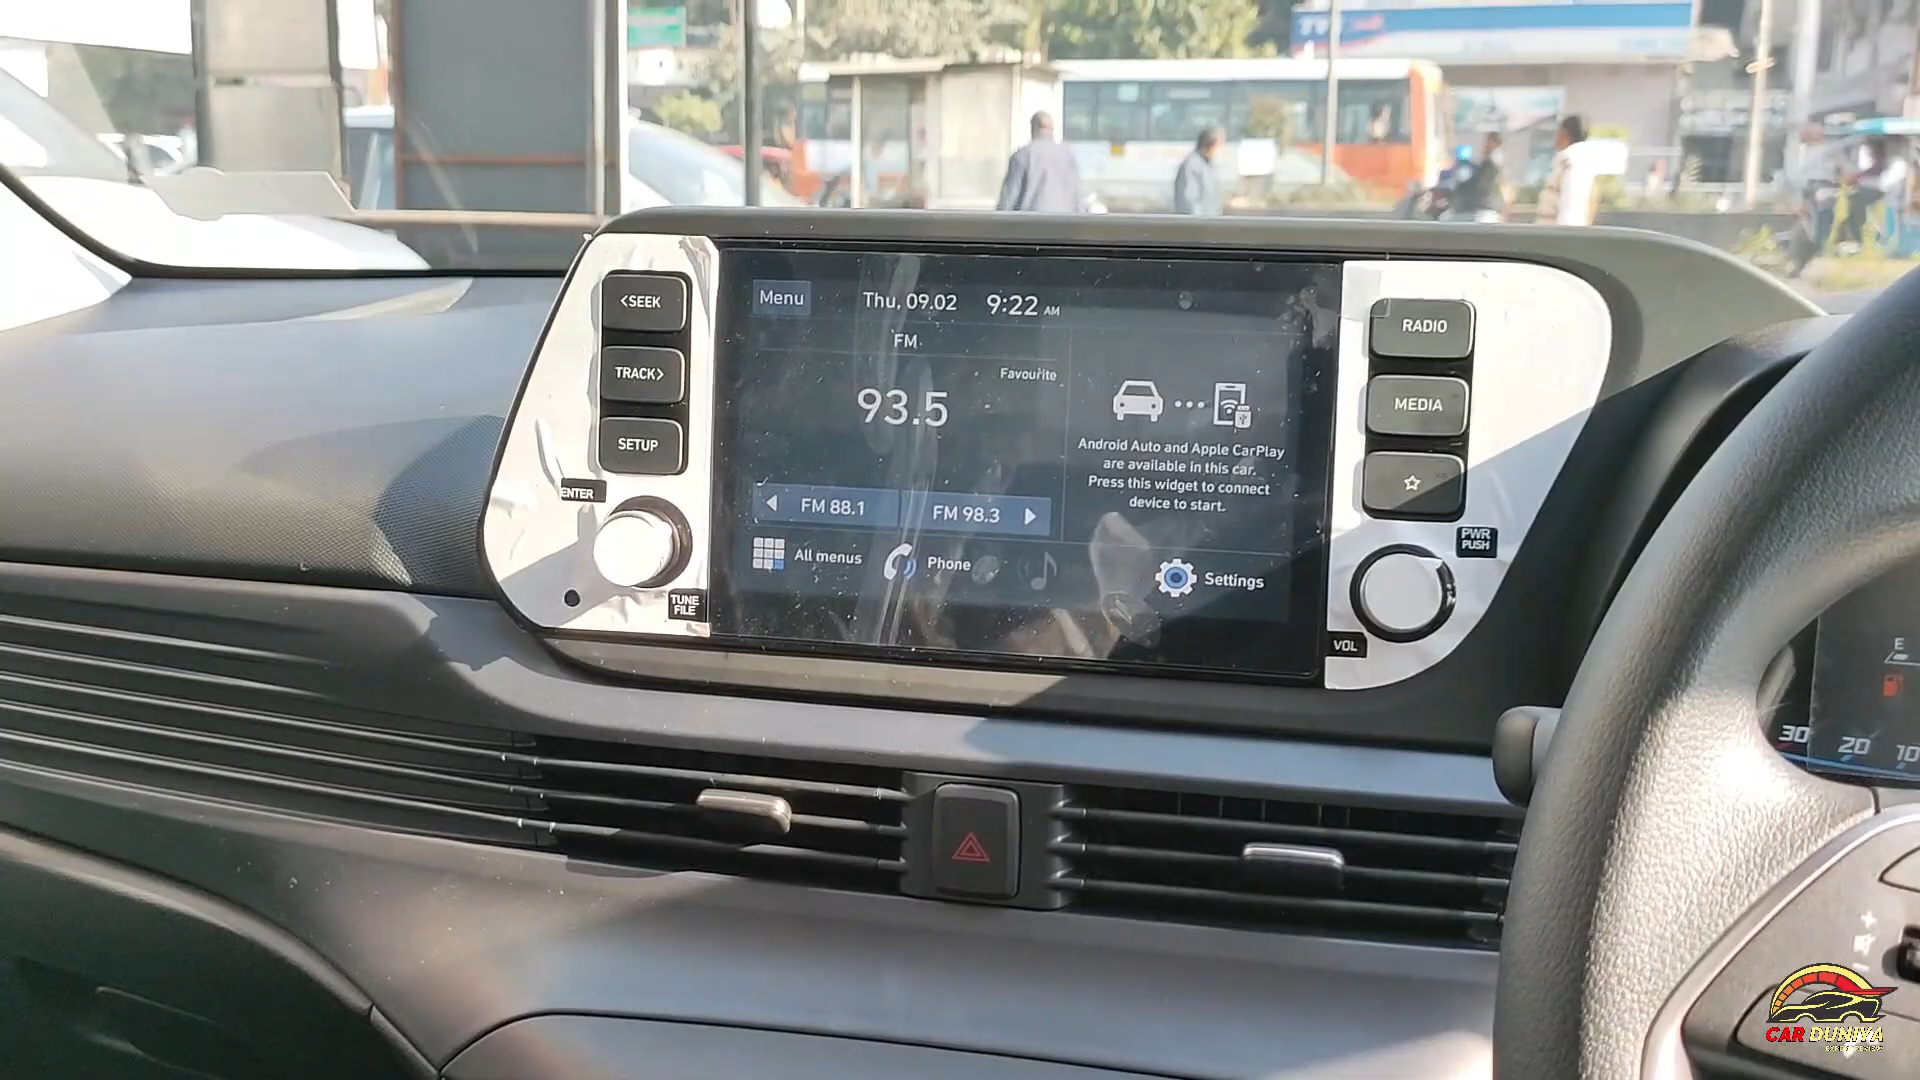 <SEEK
TRACK>
SETUP
ENTER
TUNE
FILE
Menu
Thu, 09.02
9:22 AM
FM
Favourite
93.5
FM 88.1
FM 98.3
All menus
Phone
Settings
Android Auto and Apple CarPlay
are available in this car.
Press this widget to connect
device to start.
RADIO
MEDIA
PWR
PUSH
VOL
E
30 20 10
CAR DUNIYA